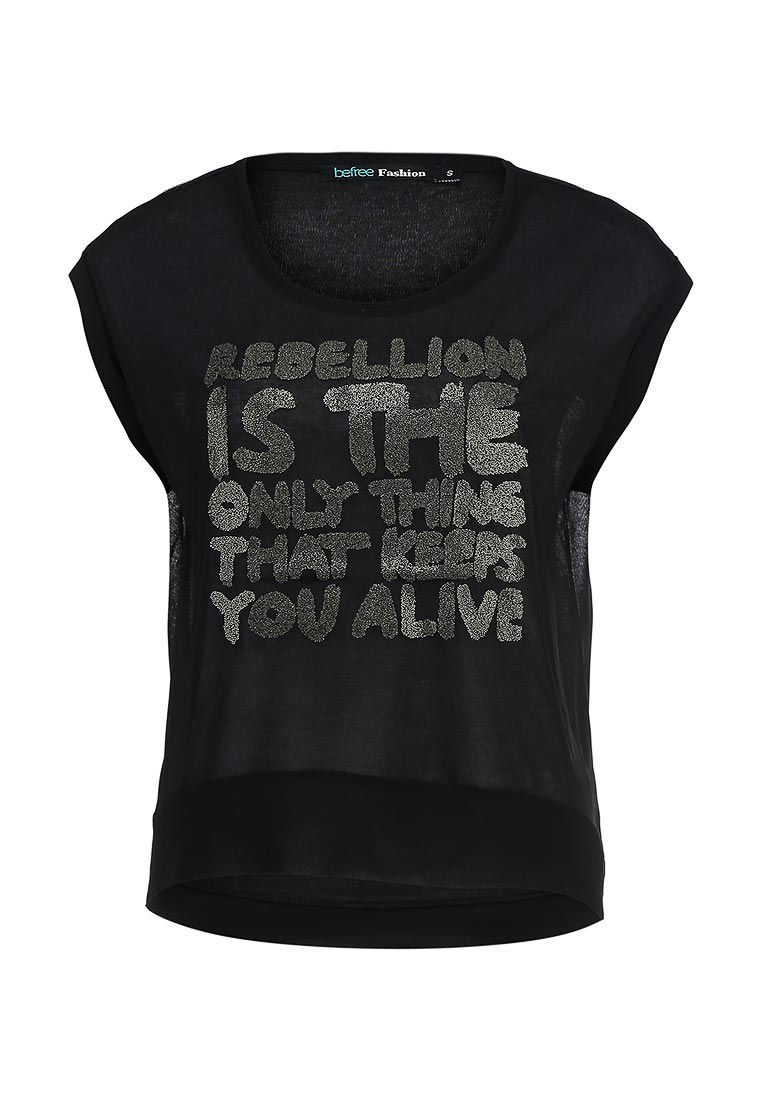 befree Fashion S
REBELLION
IS THE
ONLY THING
THAT KEEPS
YOU ALIVE